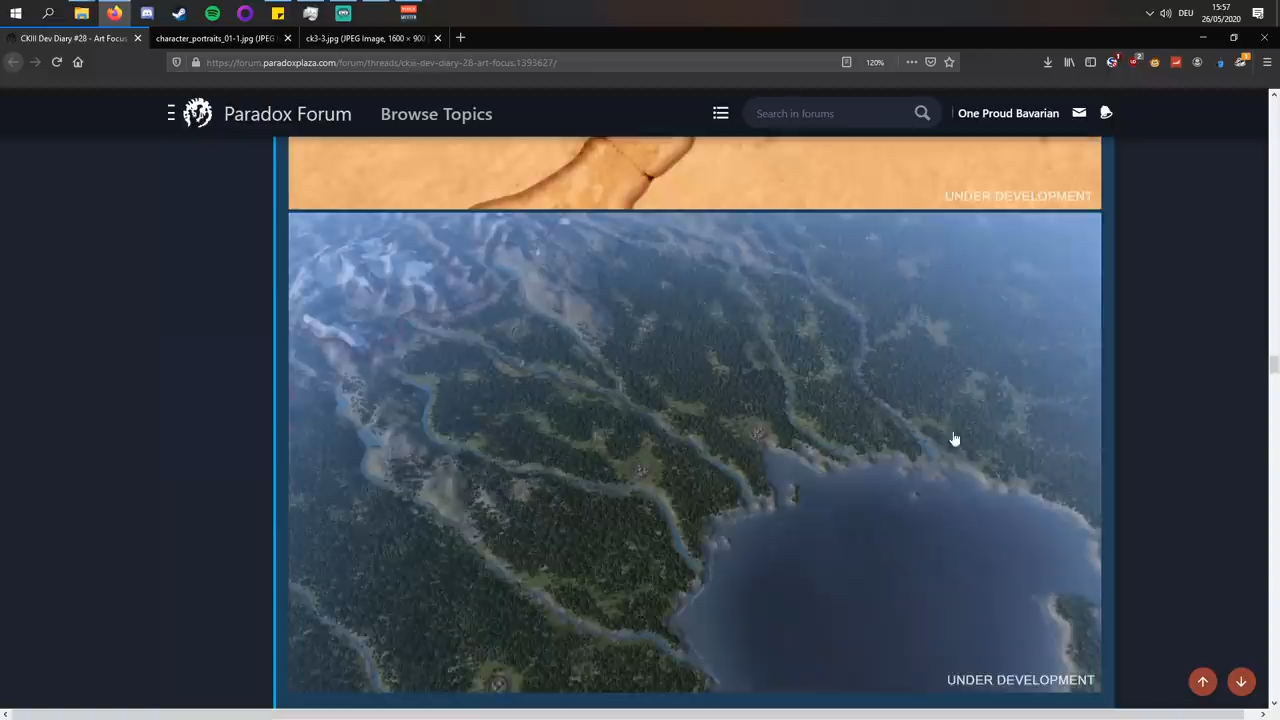 15:57
DEU
26/05/2020
CKIII Dev Diary #28 - Art Focus
character_portraits_01-1.jpg (JPEG
ck3-3.jpg (JPEG Image, 1600 × 900
https://forum.paradoxplaza.com/forum/threads/ckiii-dev-diary-28-art-focus.1393627/
120%
Paradox Forum
Browse Topics
Search in forums
One Proud Bavarian
UNDER DEVELOPMENT
UNDER DEVELOPMENT